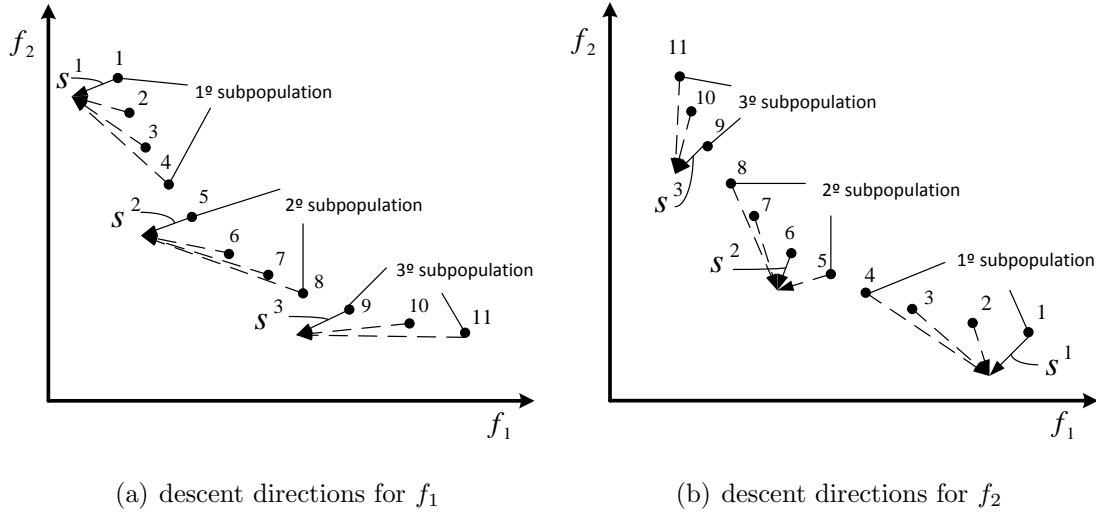 f2
s1
1
1º subpopulation
2
3
4
s2
5
2º subpopulation
6
7
8
s3
3º subpopulation
9
10
11
f1
(a) descent directions for f1
f2
11
10
3º subpopulation
9
s3
8
7
2º subpopulation
s2
6
5
4
1º subpopulation
3
2
1
s1
f1
(b) descent directions for f2